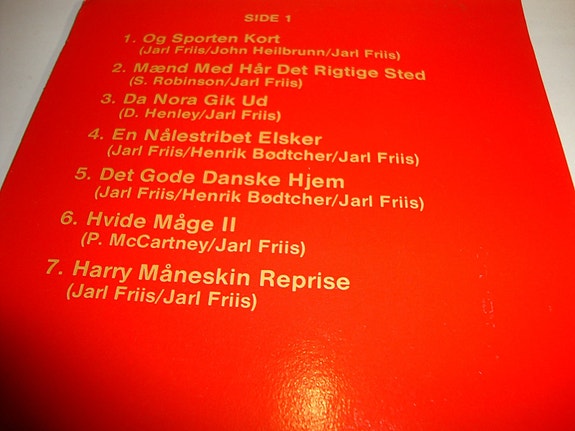 SIDE 1
1. Og Sporten Kort
(Jarl Friis/John Heilbrunn/Jarl Friis)
2. Mænd Med Hår Det Rigtige Sted
(S. Robinson/Jarl Friis)
3. Da Nora Gik Ud
(D. Henley/Jarl Friis)
4. En Nålestribet Elsker
(Jarl Friis/Henrik Bødtcher/Jarl Friis)
5. Det Gode Danske Hjem
(Jarl Friis/Henrik Bødtcher/Jarl Friis)
6. Hvide Måge II
(P. McCartney/Jarl Friis)
7. Harry Måneskin Reprise
(Jarl Friis/Jarl Friis)